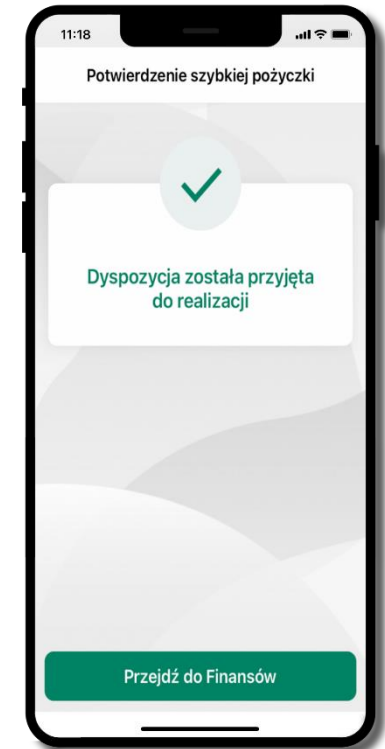 11:18
Potwierdzenie szybkiej pożyczki
Dyspozycja została przyjęta
do realizacji
Przejdź do Finansów